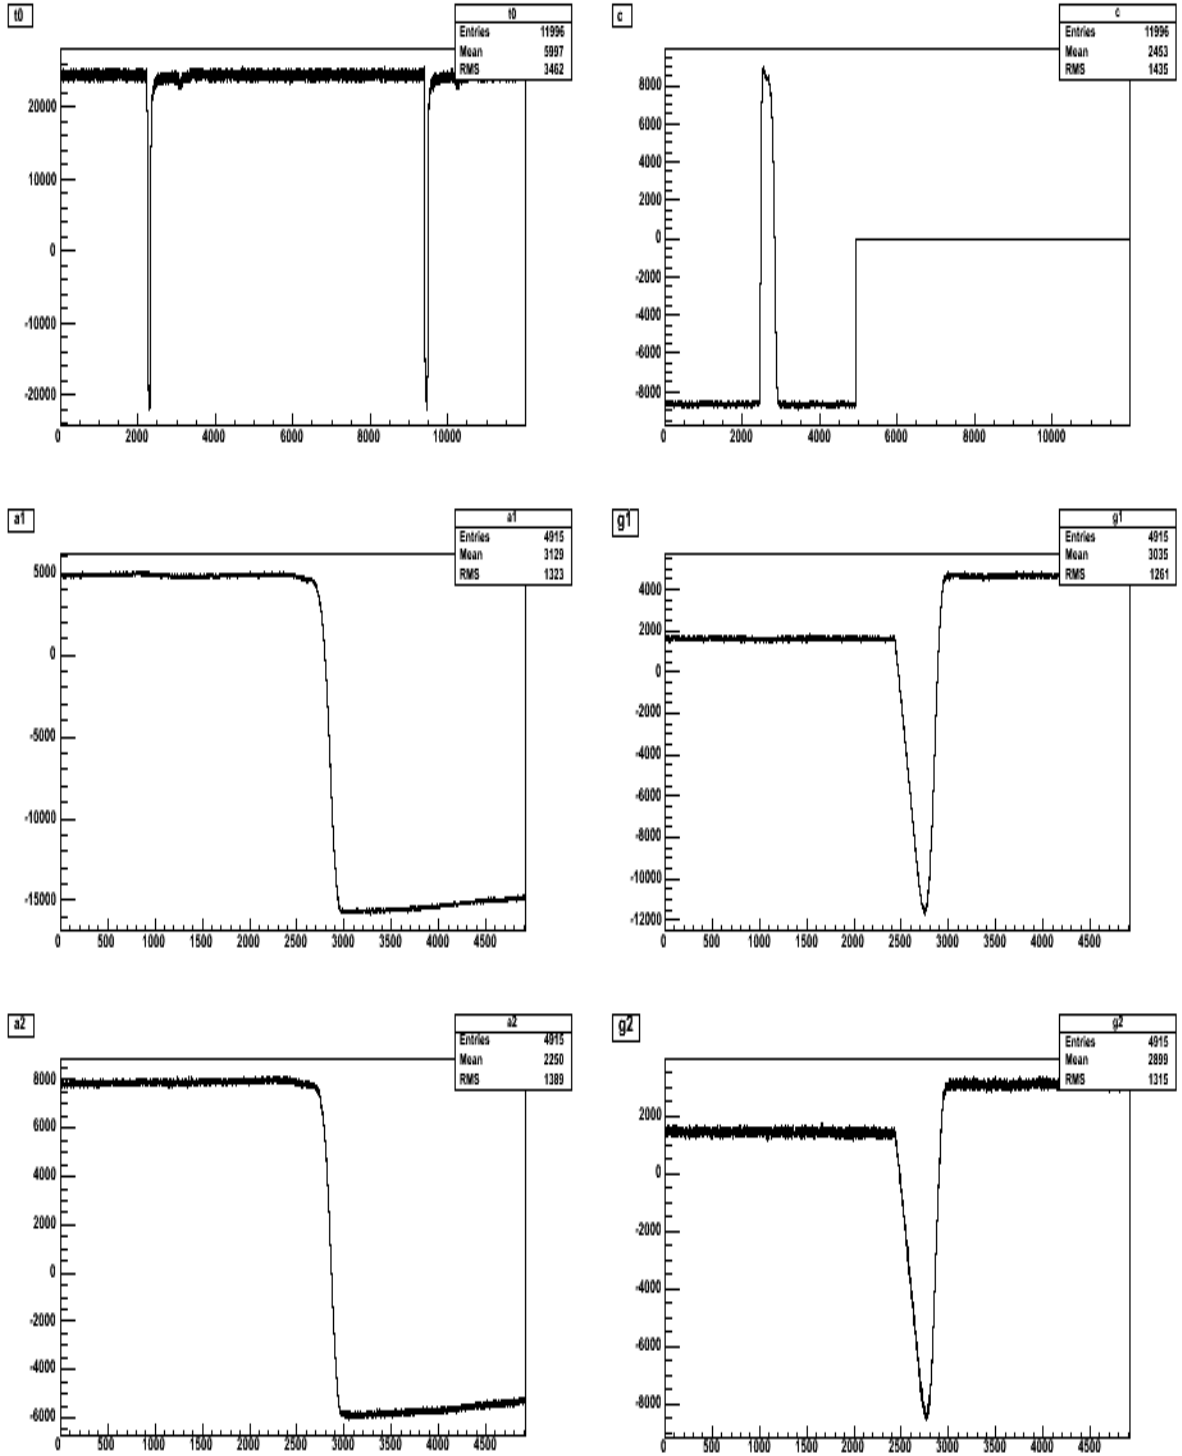 t0
t0
Entries 11996
Mean 5997
RMS 3462
20000
10000
0
-10000
-20000
0 2000 4000 6000 8000 10000
c
c
Entries 11996
Mean 2453
RMS 1435
8000
6000
4000
2000
0
-2000
-4000
-6000
-8000
0 2000 4000 6000 8000 10000
a1
a1
Entries 4915
Mean 3129
RMS 1323
5000
0
-5000
-10000
-15000
0 500 1000 1500 2000 2500 3000 3500 4000 4500
g1
g1
Entries 4915
Mean 3035
RMS 1261
4000
2000
0
-2000
-4000
-6000
-8000
-10000
-12000
0 500 1000 1500 2000 2500 3000 3500 4000 4500
a2
a2
Entries 4915
Mean 2250
RMS 1389
8000
6000
4000
2000
0
-2000
-4000
-6000
0 500 1000 1500 2000 2500 3000 3500 4000 4500
g2
g2
Entries 4915
Mean 2899
RMS 1315
2000
0
-2000
-4000
-6000
-8000
0 500 1000 1500 2000 2500 3000 3500 4000 4500